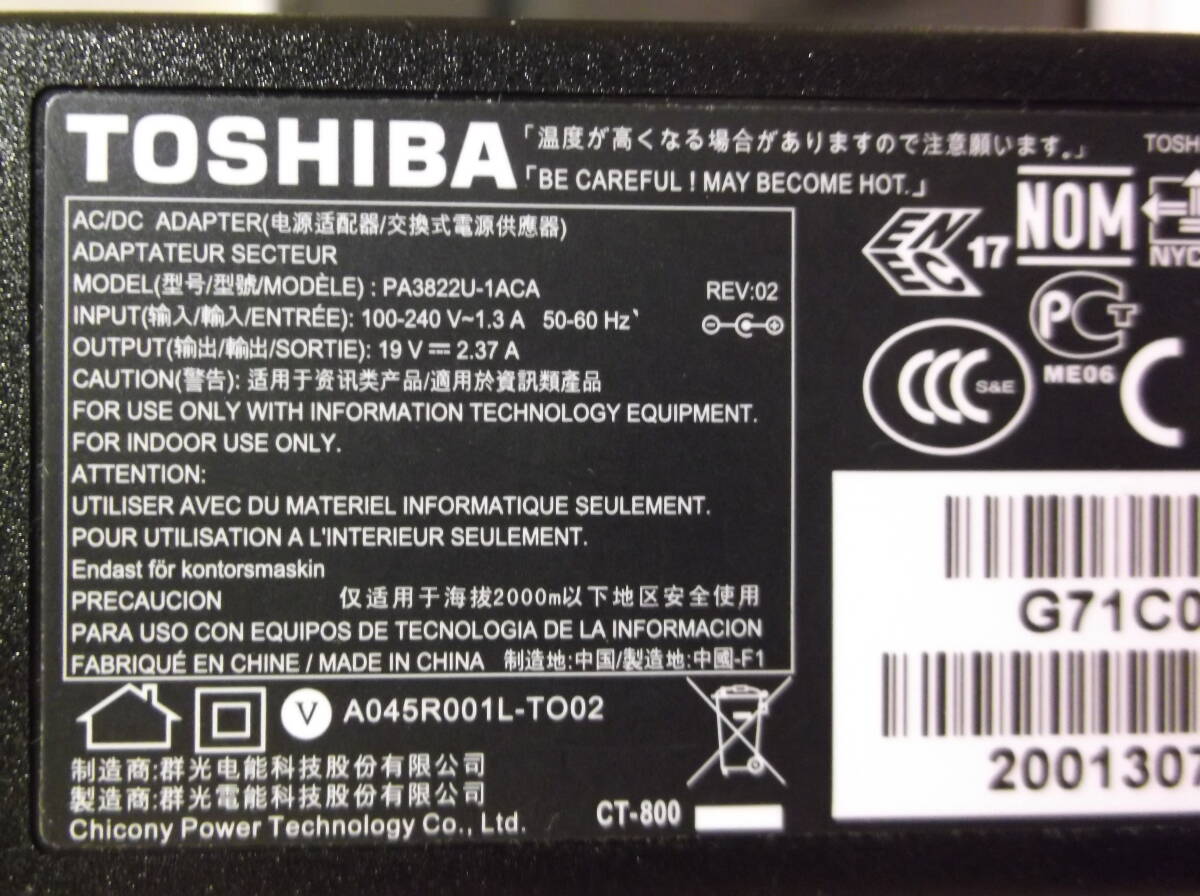 TOSHIBA
「温度が高くなる場合がありますので注意願います。」
「BE CAREFUL ! MAY BECOME HOT.」
TOSH
AC/DC ADAPTER(电源适配器/交換式電源供應器)
ADAPTATEUR SECTEUR
MODEL(型号/型號/MODÈLE) : PA3822U-1ACA
REV:02
INPUT(输入/輸入/ENTRÉE): 100-240 V~1.3 A 50-60 Hz
OUTPUT(输出/輸出/SORTIE): 19 V ⎓ 2.37 A
CAUTION(警告): 适用于资讯类产品/適用於資訊類產品
FOR USE ONLY WITH INFORMATION TECHNOLOGY EQUIPMENT.
FOR INDOOR USE ONLY.
ATTENTION:
UTILISER AVEC DU MATERIEL INFORMATIQUE SEULEMENT.
POUR UTILISATION A L'INTERIEUR SEULEMENT.
Endast för kontorsmaskin
PRECAUCION 仅适用于海拔2000m以下地区安全使用
PARA USO CON EQUIPOS DE TECNOLOGIA DE LA INFORMACION
FABRIQUÉ EN CHINE / MADE IN CHINA 制造地:中国/製造地:中國-F1
V A045R001L-TO02
制造商:群光电能科技股份有限公司
製造商:群光電能科技股份有限公司
Chicony Power Technology Co., Ltd.
CT-800
EN
EC
17
NOM
NYC
PCT
ME06
CCC S&E
C
G71C0
2001307